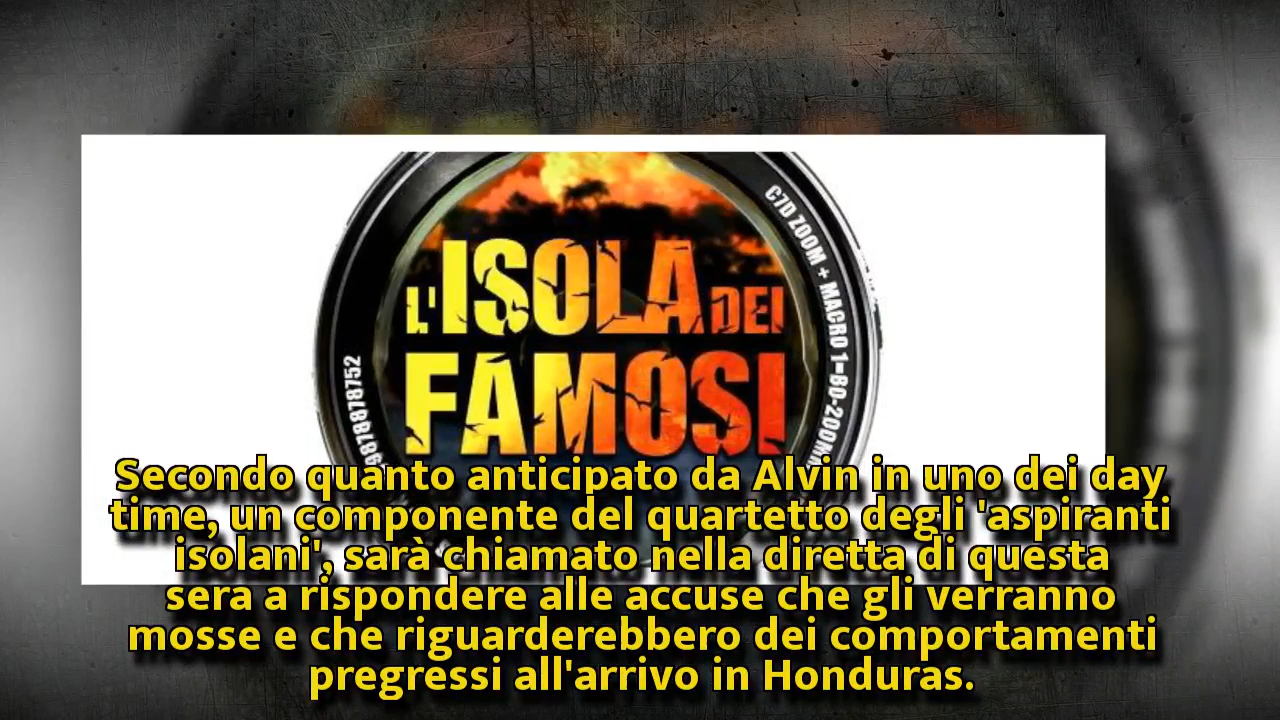 C7D ZOOM + MACRO 1=80-200
L'ISOLA DEI
FAMOSI
9878788752
Secondo quanto anticipato da Alvin in uno dei day
time, un componente del quartetto degli 'aspiranti
isolani', sarà chiamato nella diretta di questa
sera a rispondere alle accuse che gli verranno
mosse e che riguarderebbero dei comportamenti
pregressi all'arrivo in Honduras.